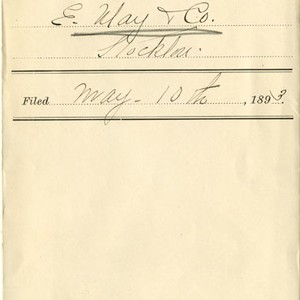 E. May & Co.
Stockton.
Filed May - 10th, 1893.